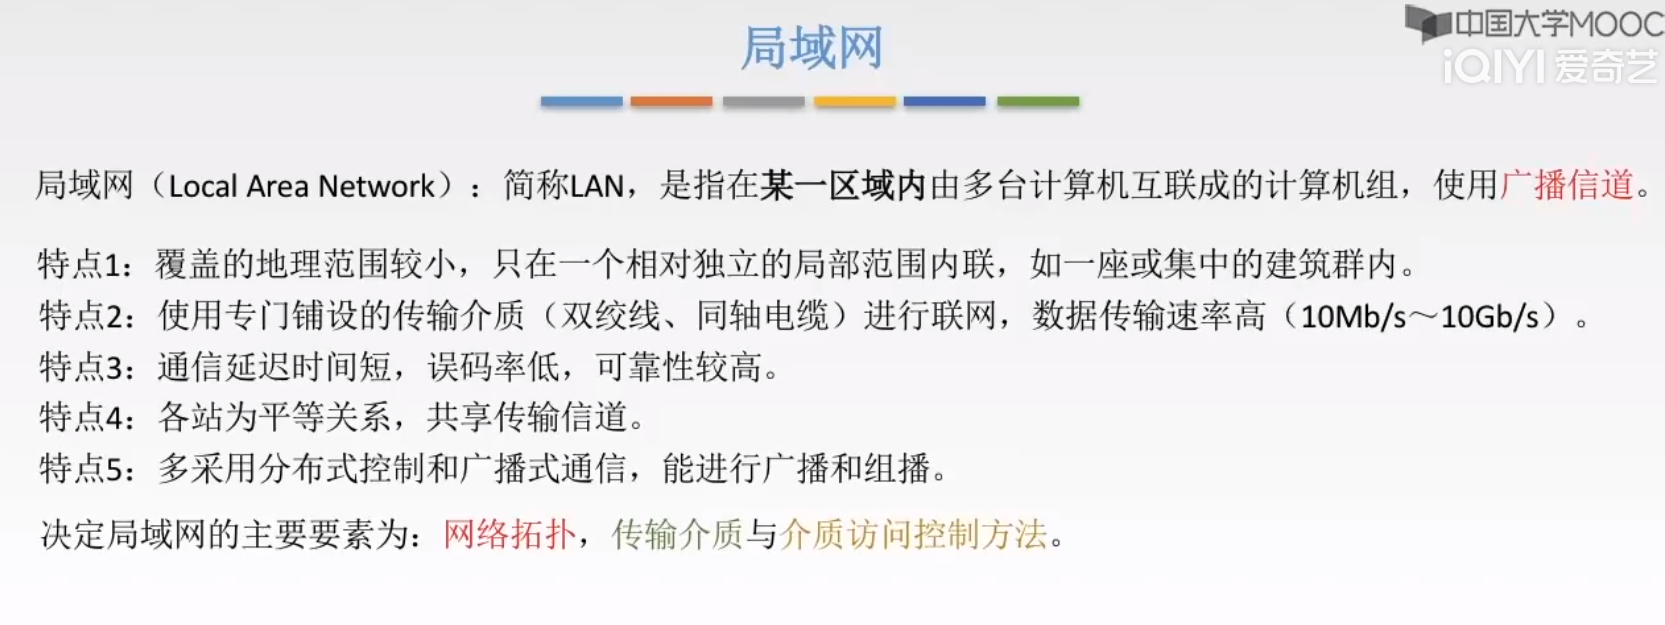 中国大学MOOC
iQIYI 爱奇艺
局域网
局域网（Local Area Network）：简称LAN，是指在某一区域内由多台计算机互联成的计算机组，使用广播信道。
特点1：覆盖的地理范围较小，只在一个相对独立的局部范围内联，如一座或集中的建筑群内。
特点2：使用专门铺设的传输介质（双绞线、同轴电缆）进行联网，数据传输速率高（10Mb/s～10Gb/s）。
特点3：通信延迟时间短，误码率低，可靠性较高。
特点4：各站为平等关系，共享传输信道。
特点5：多采用分布式控制和广播式通信，能进行广播和组播。
决定局域网的主要要素为：网络拓扑，传输介质与介质访问控制方法。